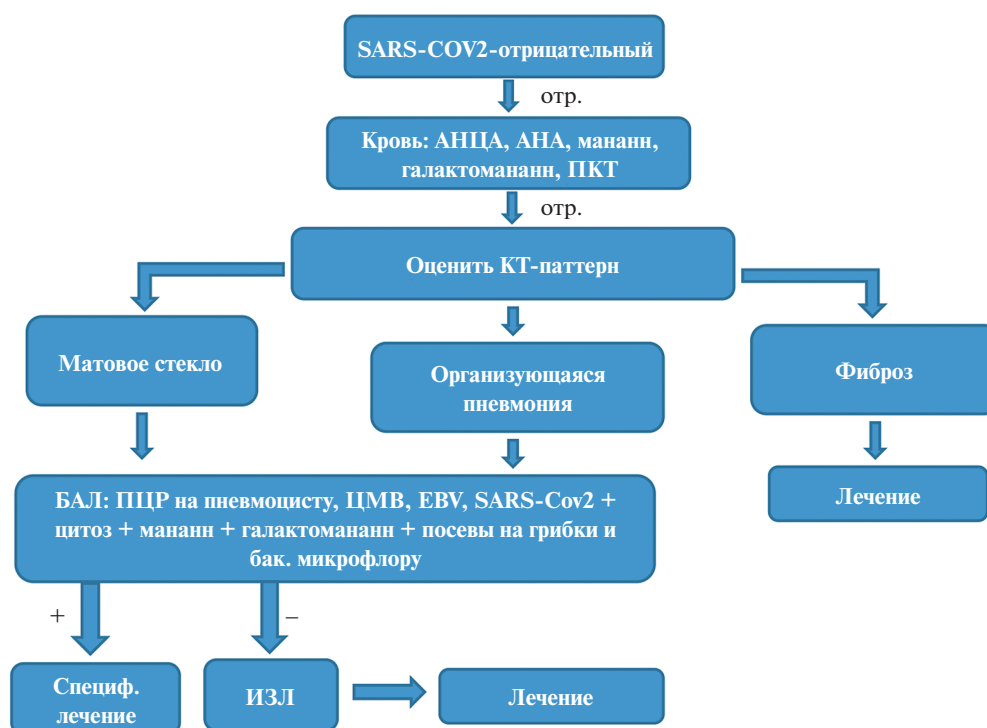 SARS-COV2-отрицательный
отр.
Кровь: АНЦА, АНА, мананн,
галактомананн, ПКТ
отр.
Оценить КТ-паттерн
Матовое стекло
Организующаяся
пневмония
Фиброз
Лечение
БАЛ: ПЦР на пневмоцисту, ЦМВ, EBV, SARS-Cov2 +
цитоз + мананн + галактомананн + посевы на грибки и
бак. микрофлору
+
–
Специф.
лечение
ИЗЛ
Лечение